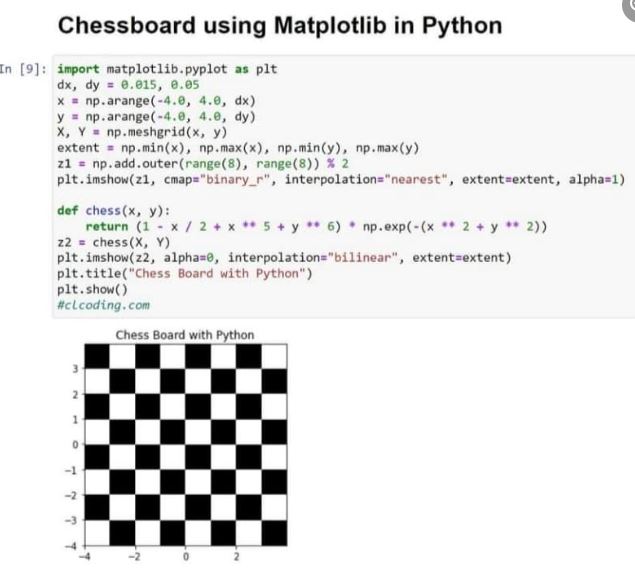 Chessboard using Matplotlib in Python
In [9]: import matplotlib.pyplot as plt
dx, dy = 0.015, 0.05
x = np.arange(-4.0, 4.0, dx)
y = np.arange(-4.0, 4.0, dy)
X, Y = np.meshgrid(x, y)
extent = np.min(x), np.max(x), np.min(y), np.max(y)
z1 = np.add.outer(range(8), range(8)) % 2
plt.imshow(z1, cmap="binary_r", interpolation="nearest", extent=extent, alpha=1)
def chess(x, y):
    return (1 - x / 2 + x ** 5 + y ** 6) * np.exp(-(x ** 2 + y ** 2))
z2 = chess(X, Y)
plt.imshow(z2, alpha=0, interpolation="bilinear", extent=extent)
plt.title("Chess Board with Python")
plt.show()
#clcoding.com
Chess Board with Python
3
2
1
0
-1
-2
-3
-4
-4 -2 0 2